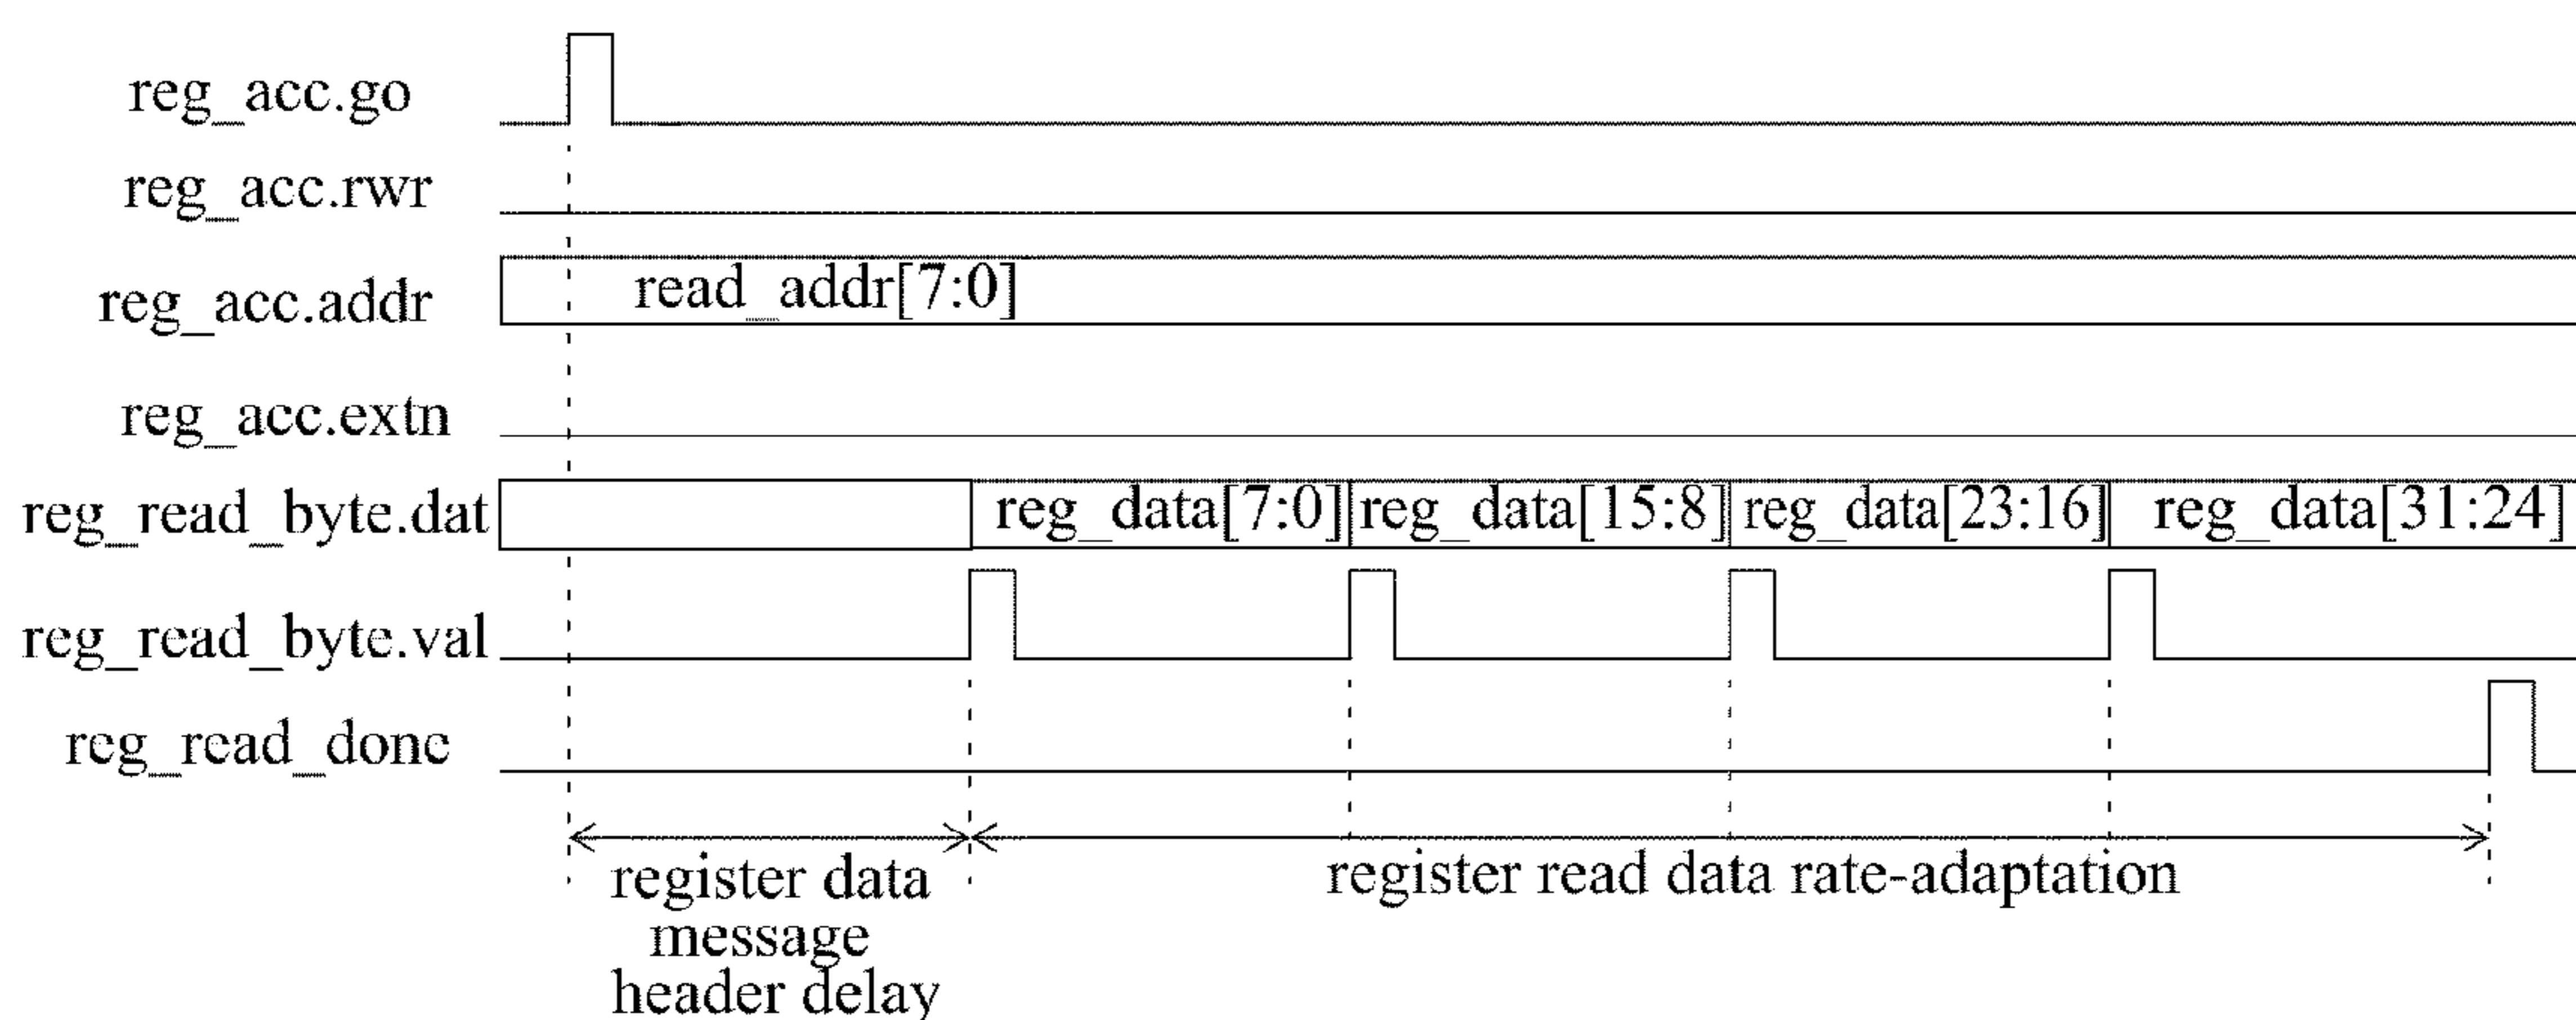 reg_acc.go
reg_acc.rwr
reg_acc.addr
read_addr[7:0]
reg_acc.extn
reg_read_byte.dat
reg_data[7:0]
reg_data[15:8]
reg_data[23:16]
reg_data[31:24]
reg_read_byte.val
reg_read_done
register data
message
header delay
register read data rate-adaptation